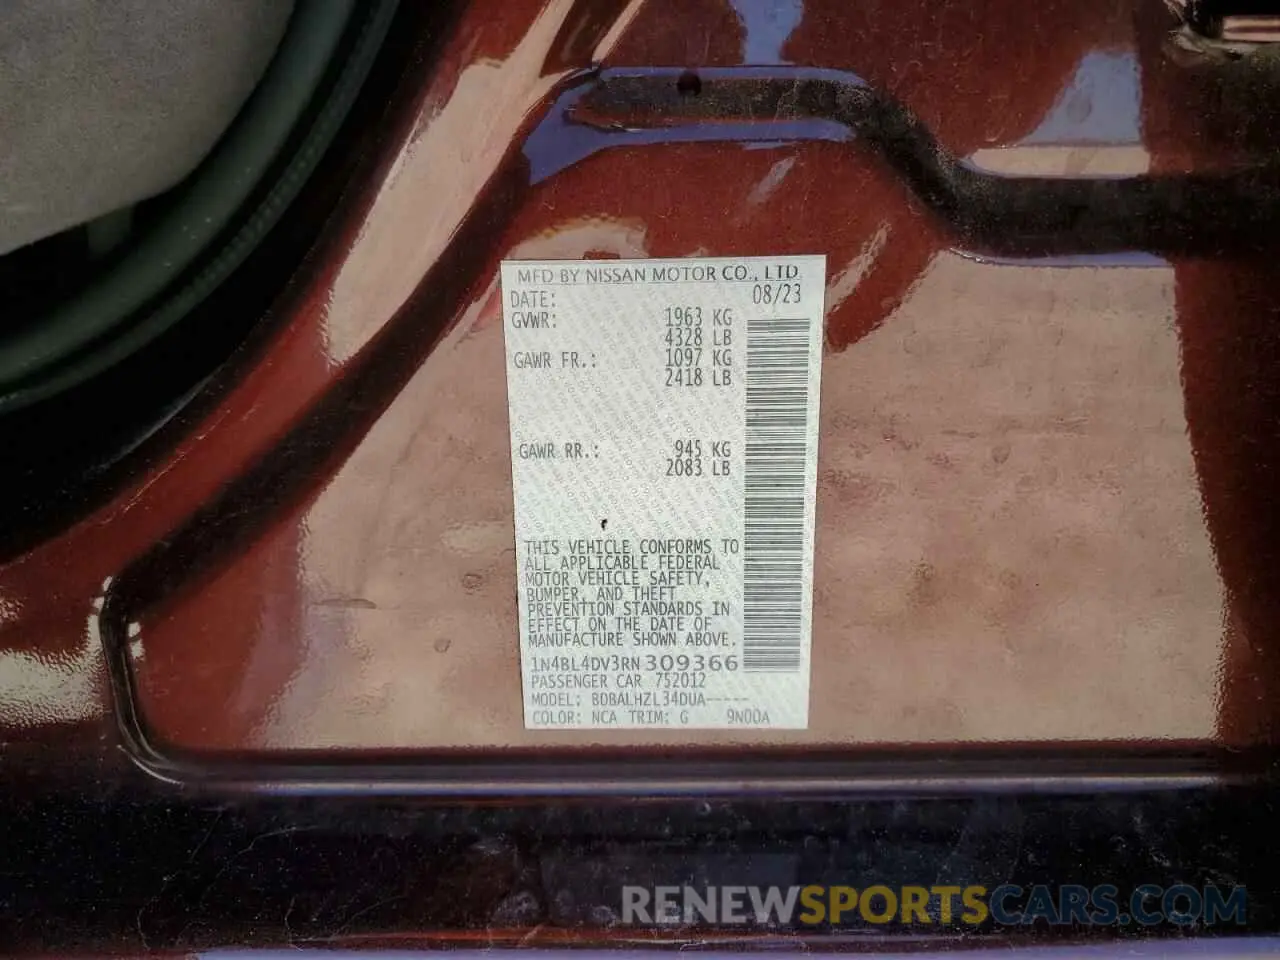 MFD BY NISSAN MOTOR CO., LTD.
DATE: 08/23
GVWR: 1963 KG
4328 LB
GAWR FR.: 1097 KG
2418 LB
GAWR RR.: 945 KG
2083 LB
THIS VEHICLE CONFORMS TO
ALL APPLICABLE FEDERAL
MOTOR VEHICLE SAFETY,
BUMPER, AND THEFT
PREVENTION STANDARDS IN
EFFECT ON THE DATE OF
MANUFACTURE SHOWN ABOVE.
1N4BL4DV3RN309366
PASSENGER CAR 752012
MODEL: BDBALHZL34DUA-----
COLOR: NCA TRIM: G 9N00A
RENEWSPORTSCARS.COM